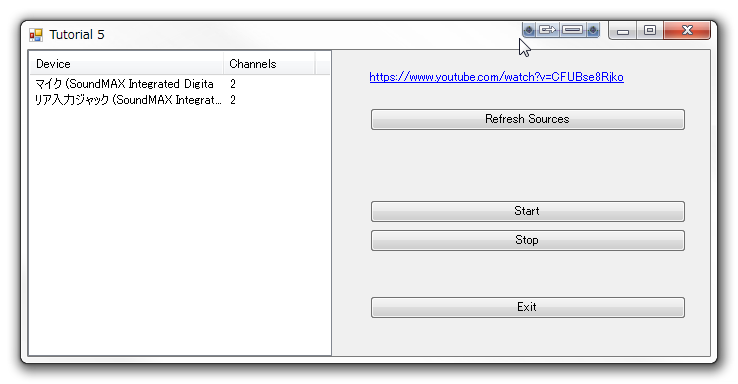 Tutorial 5
Device Channels
マイク (SoundMAX Integrated Digita 2
リア入力ジャック (SoundMAX Integrat... 2
https://www.youtube.com/watch?v=CFUBse8Rjko
Refresh Sources
Start
Stop
Exit